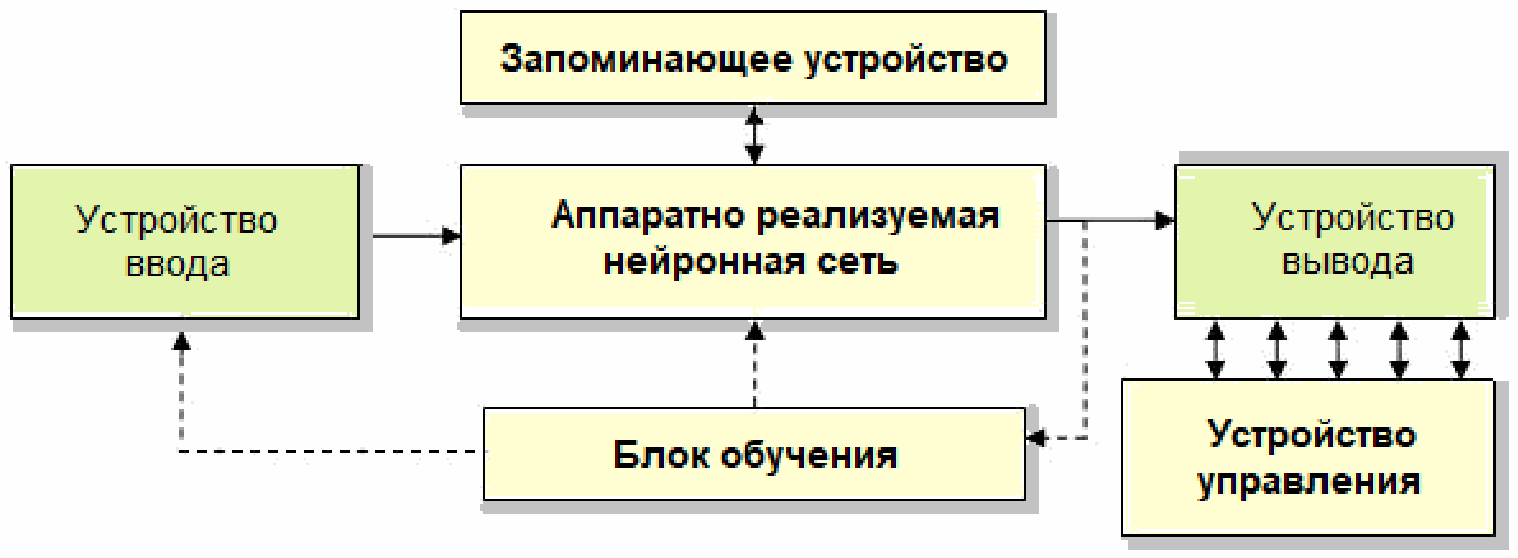 Запоминающее устройство
Устройство
ввода
Аппаратно реализуемая
нейронная сеть
Устройство
вывода
Блок обучения
Устройство
управления